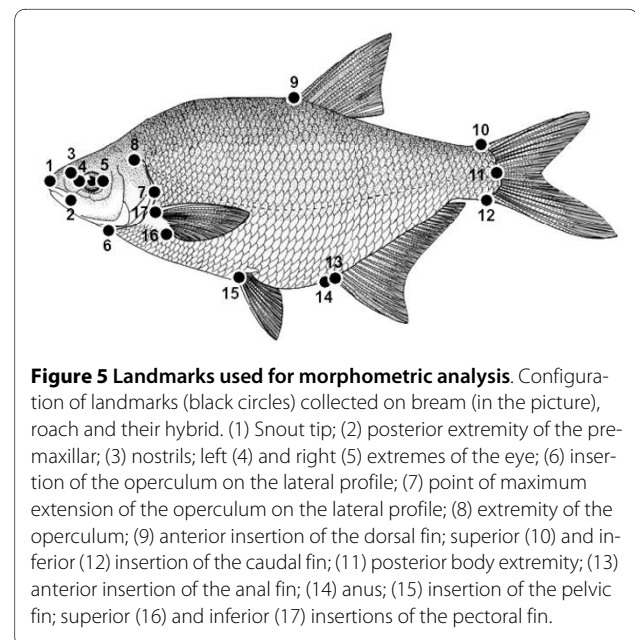 9
10
8
3
1
4
5
11
7
2
17
12
16
6
13
15
14
Figure 5 Landmarks used for morphometric analysis. Configura-
tion of landmarks (black circles) collected on bream (in the picture),
roach and their hybrid. (1) Snout tip; (2) posterior extremity of the pre-
maxillar; (3) nostrils; left (4) and right (5) extremes of the eye; (6) inser-
tion of the operculum on the lateral profile; (7) point of maximum
extension of the operculum on the lateral profile; (8) extremity of the
operculum; (9) anterior insertion of the dorsal fin; superior (10) and in-
ferior (12) insertion of the caudal fin; (11) posterior body extremity; (13)
anterior insertion of the anal fin; (14) anus; (15) insertion of the pelvic
fin; superior (16) and inferior (17) insertions of the pectoral fin.